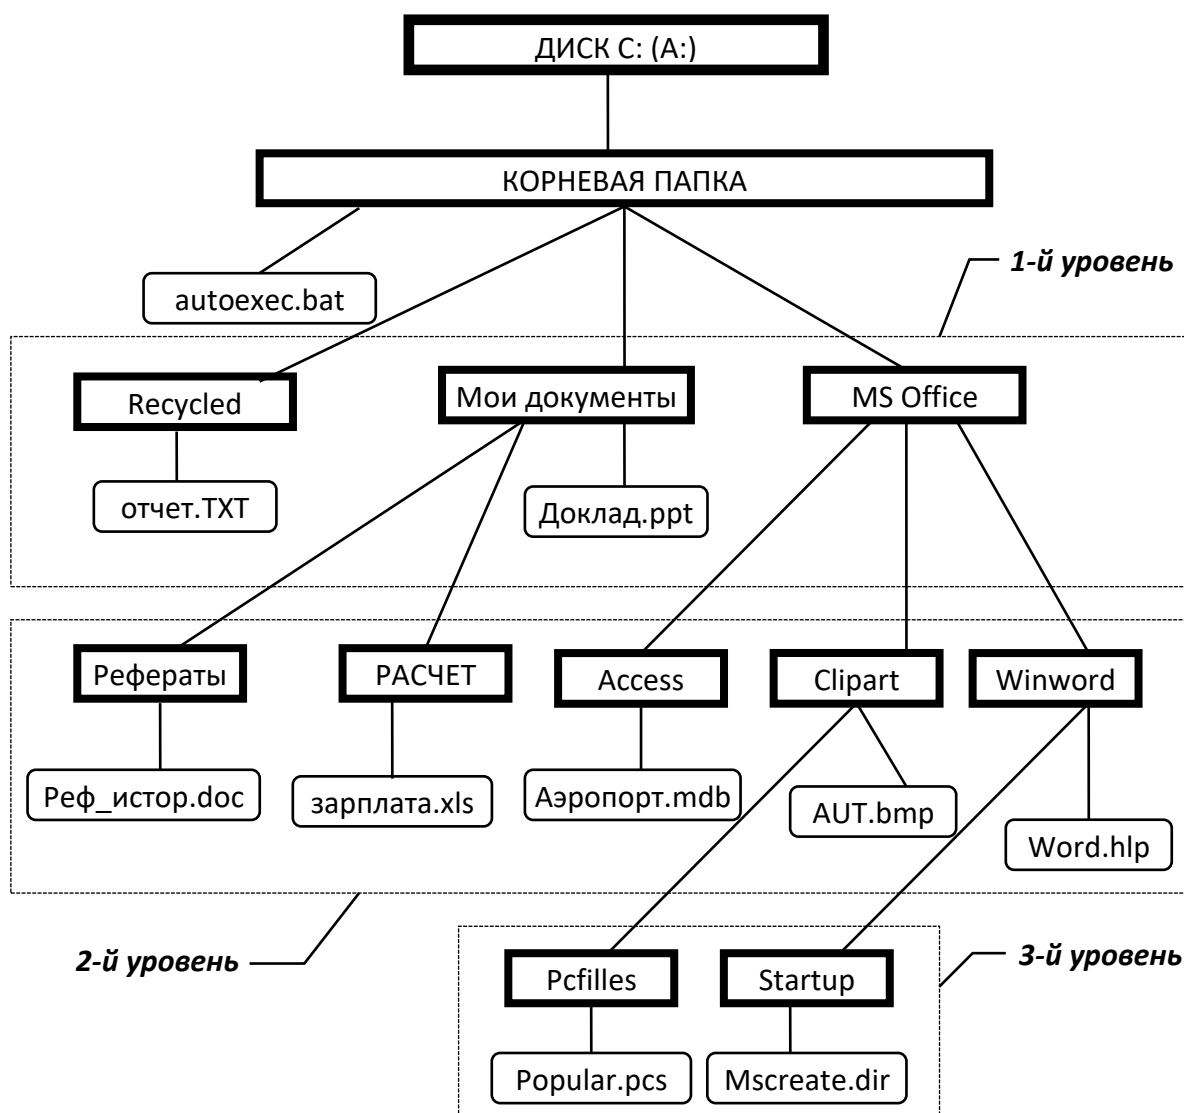 ДИСК C: (A:)
КОРНЕВАЯ ПАПКА
1-й уровень
autoexec.bat
Recycled
Мои документы
MS Office
отчет.TXT
Доклад.ppt
Рефераты
РАСЧЕТ
Access
Clipart
Winword
Реф_истор.doc
зарплата.xls
Аэропорт.mdb
AUT.bmp
Word.hlp
2-й уровень
3-й уровень
Pcfilles
Startup
Popular.pcs
Mscreate.dir